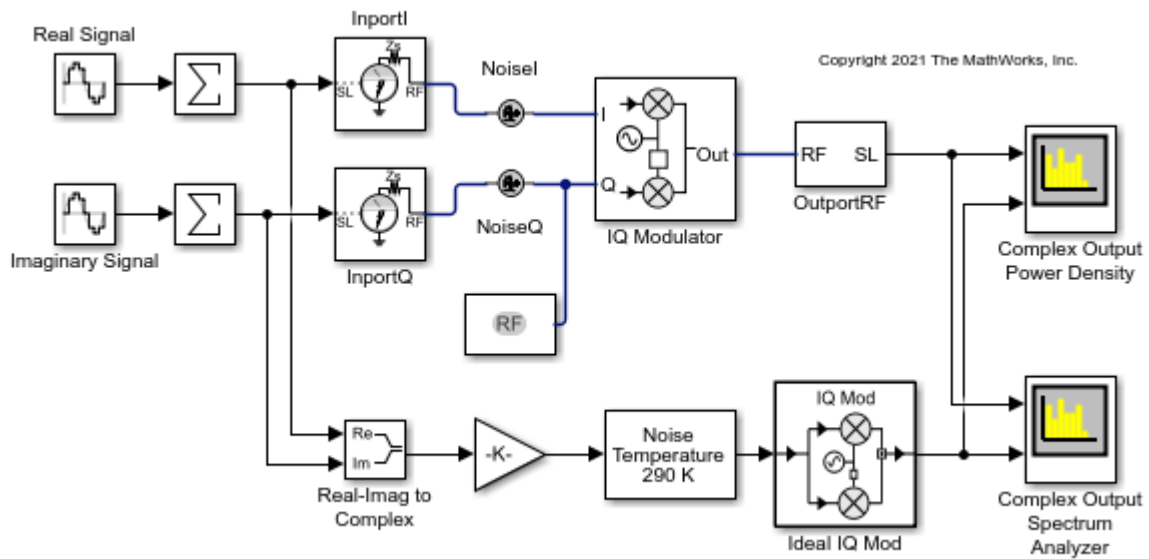 InportI
Real Signal
Zs
SL
RF
NoiseI
Copyright 2021 The MathWorks, Inc.
I
Out
Q
IQ Modulator
RF SL
OutportRF
Complex Output
Power Density
Zs
SL
RF
NoiseQ
Imaginary Signal
InportQ
RF
Re
Im
Real-Imag to
Complex
-K-
Noise
Temperature
290 K
IQ Mod
Ideal IQ Mod
Complex Output
Spectrum
Analyzer